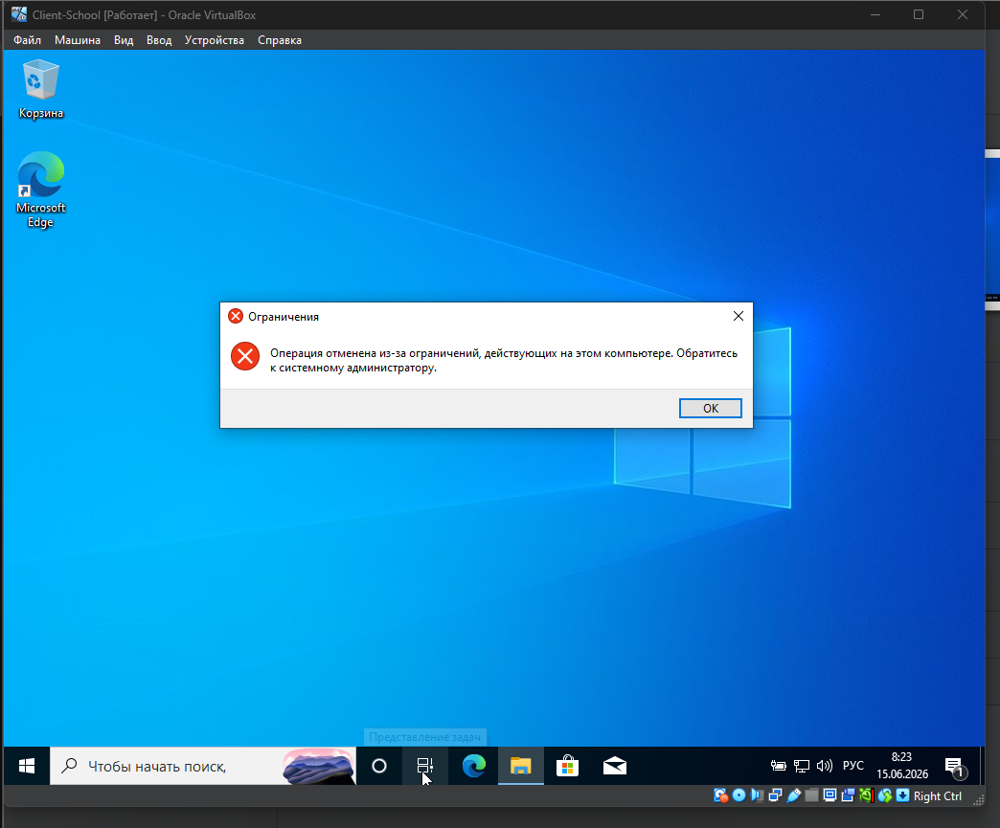 Client-School [Работает] - Oracle VirtualBox
Файл Машина Вид Ввод Устройства Справка
Корзина
Microsoft
Edge
Ограничения
Операция отменена из-за ограничений, действующих на этом компьютере. Обратитесь
к системному администратору.
OK
Представление задач
Чтобы начать поиск,
РУС
8:23
15.06.2026
1
Right Ctrl